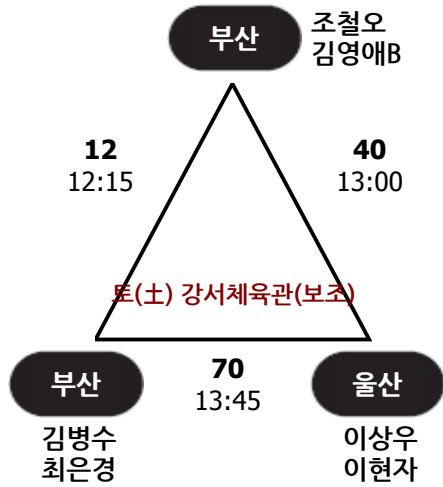 부산
조철오
김영애B
12
12:15
40
13:00
토(土) 강서체육관(보조)
부산
70
13:45
울산
김병수
최은경
이상우
이현자